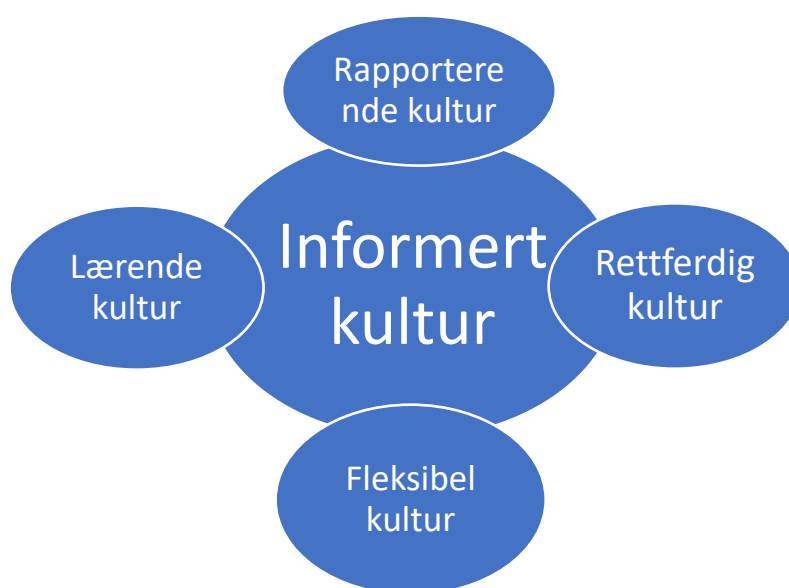 Rapportere
nde kultur
Informert
kultur
Lærende
kultur
Rettferdig
kultur
Fleksibel
kultur